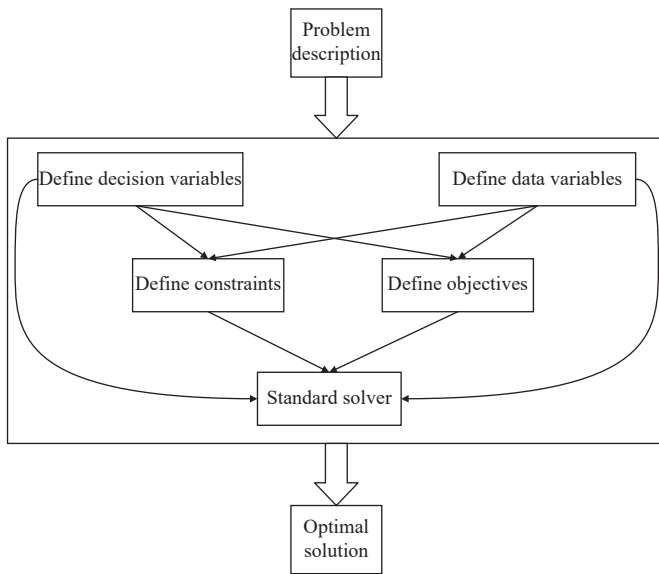 Problem
description
Define decision variables
Define data variables
Define constraints
Define objectives
Standard solver
Optimal
solution